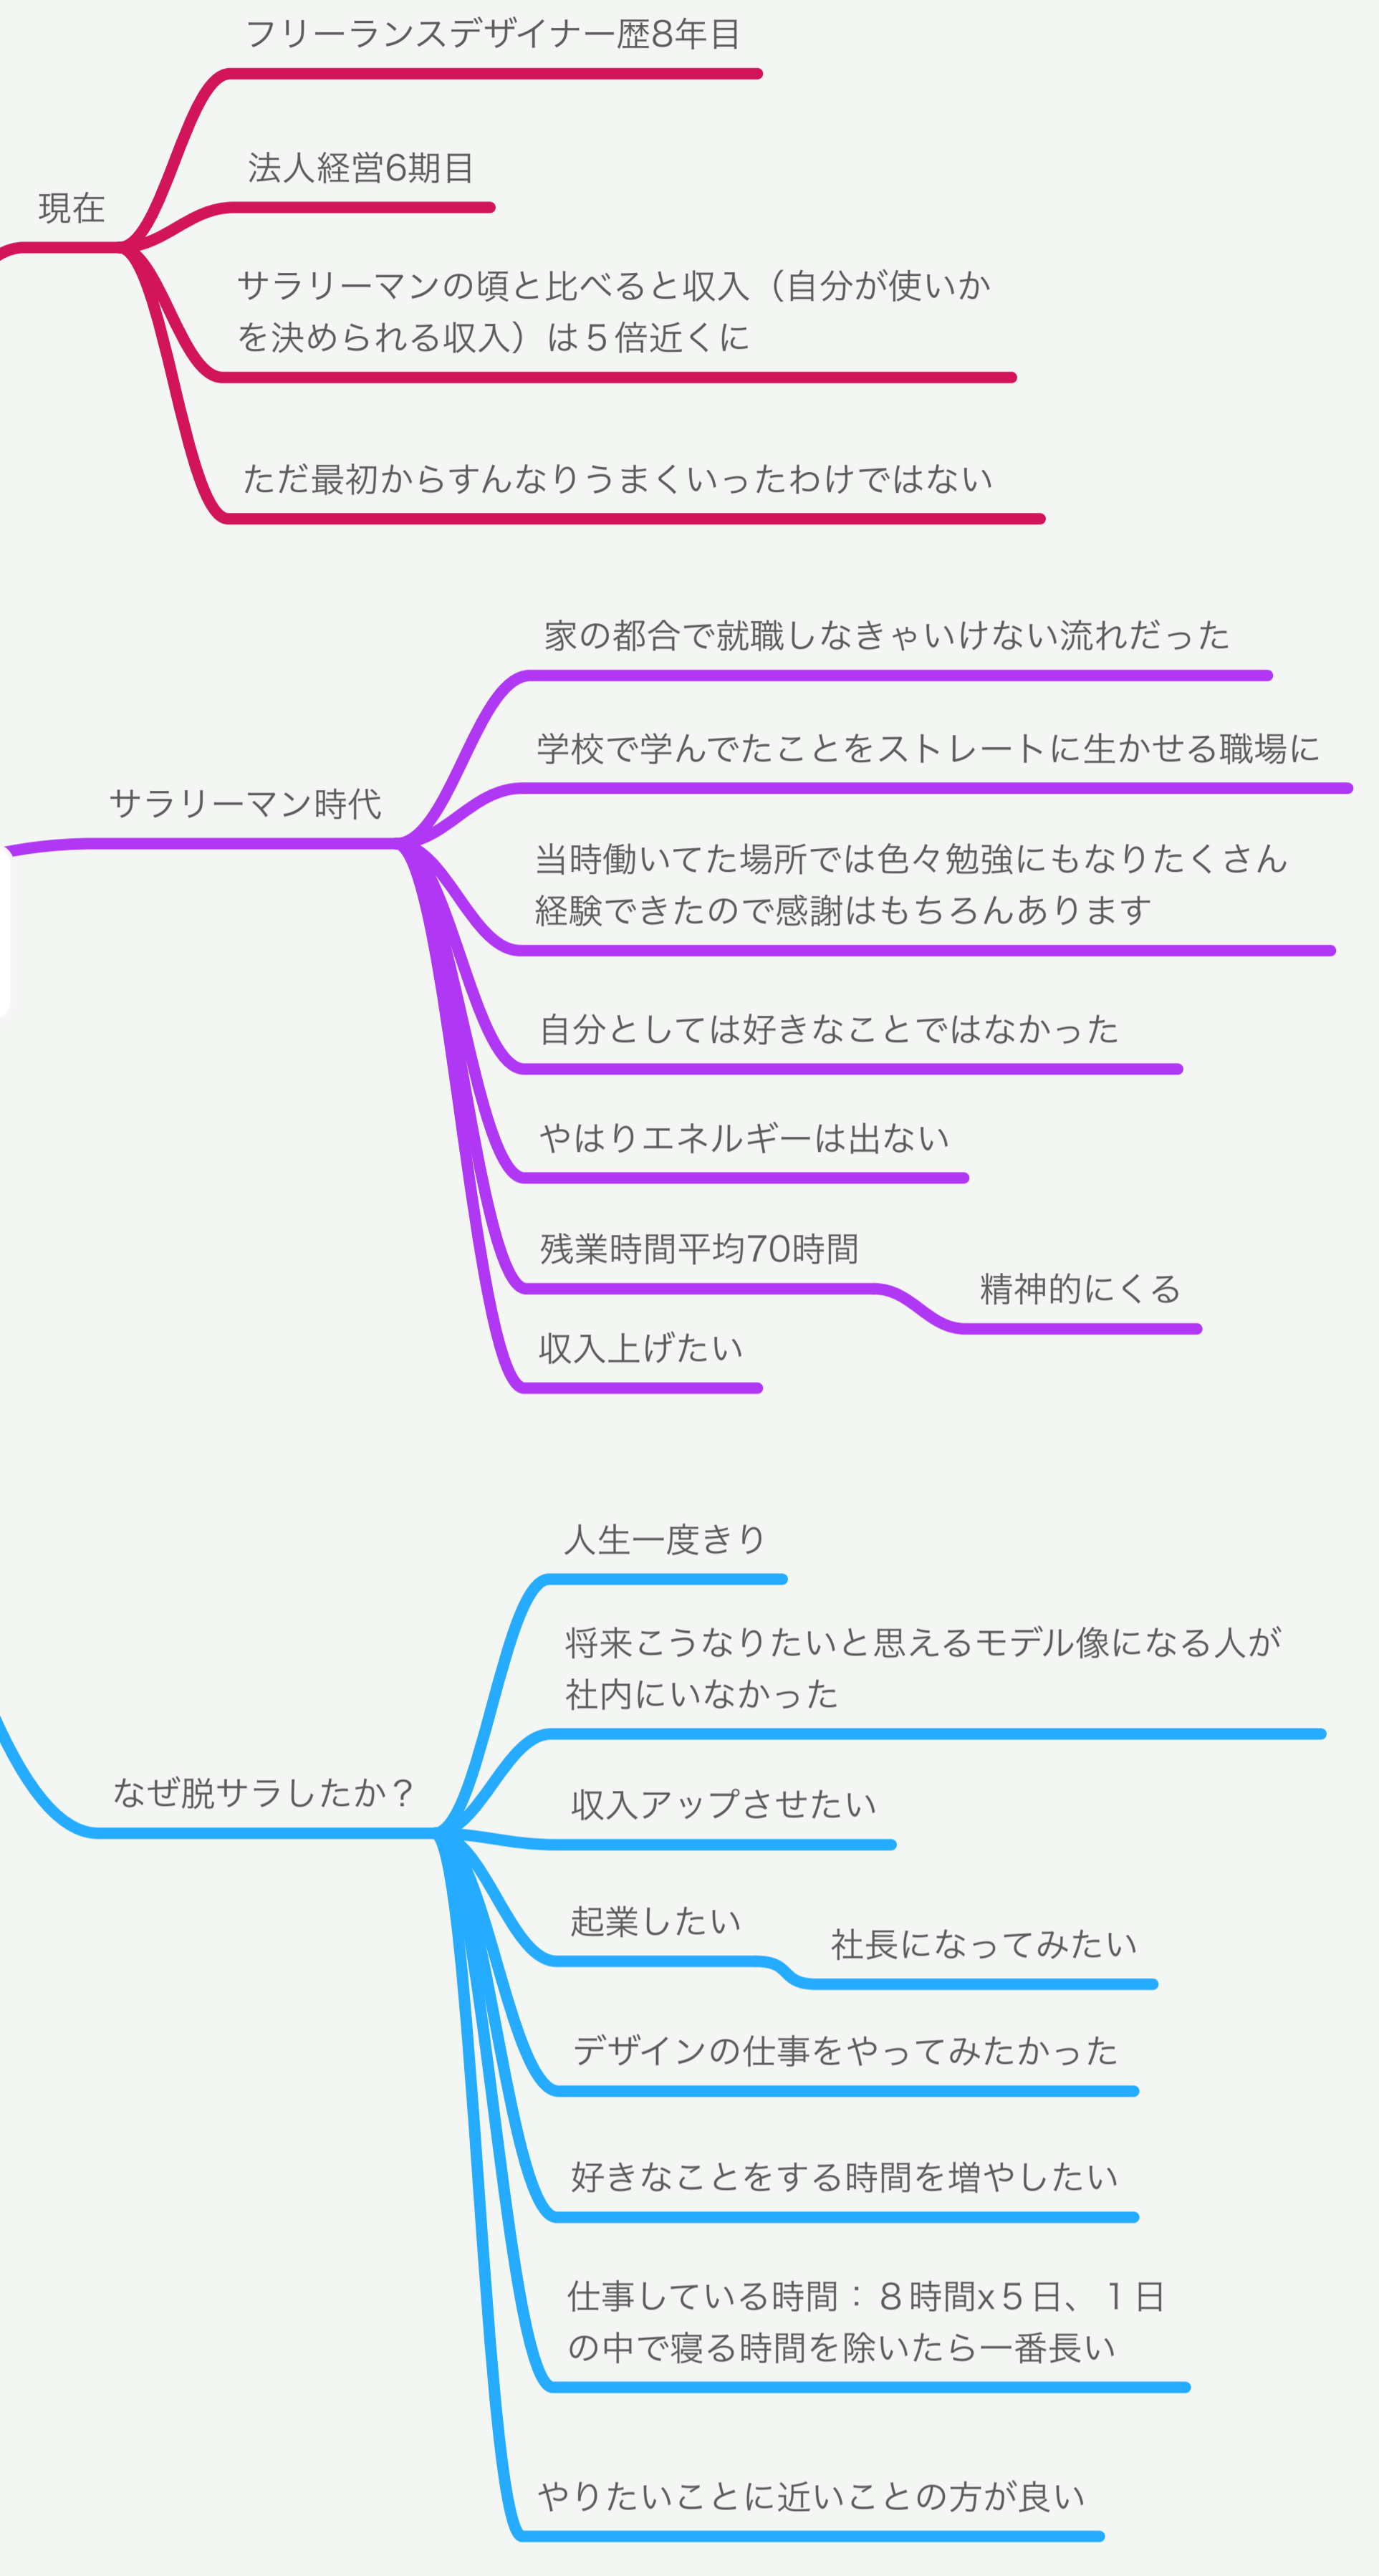 フリーランスデザイナー歴8年目
法人経営6期目
現在
サラリーマンの頃と比べると収入（自分が使いか
を決められる収入）は５倍近くに
ただ最初からすんなりうまくいったわけではない
家の都合で就職しなきゃいけない流れだった
学校で学んでたことをストレートに生かせる職場に
サラリーマン時代
当時働いてた場所では色々勉強にもなりたくさん
経験できたので感謝はもちろんあります
自分としては好きなことではなかった
やはりエネルギーは出ない
残業時間平均70時間
精神的にくる
収入上げたい
人生一度きり
将来こうなりたいと思えるモデル像になる人が
社内にいなかった
なぜ脱サラしたか？
収入アップさせたい
起業したい
社長になってみたい
デザインの仕事をやってみたかった
好きなことをする時間を増やしたい
仕事している時間：８時間x５日、１日
の中で寝る時間を除いたら一番長い
やりたいことに近いことの方が良い